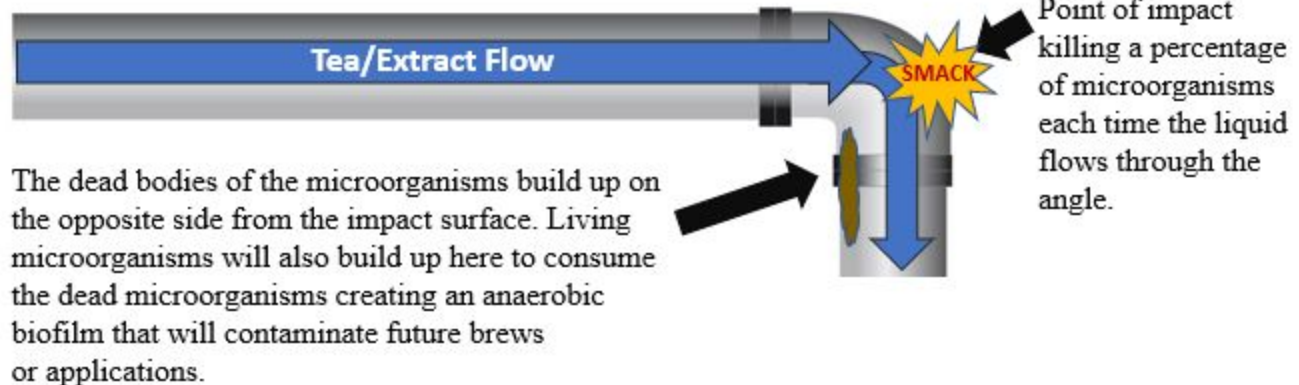 Tea/Extract Flow
SMACK
Point of impact
killing a percentage
of microorganisms
each time the liquid
flows through the
angle.
The dead bodies of the microorganisms build up on
the opposite side from the impact surface. Living
microorganisms will also build up here to consume
the dead microorganisms creating an anaerobic
biofilm that will contaminate future brews
or applications.